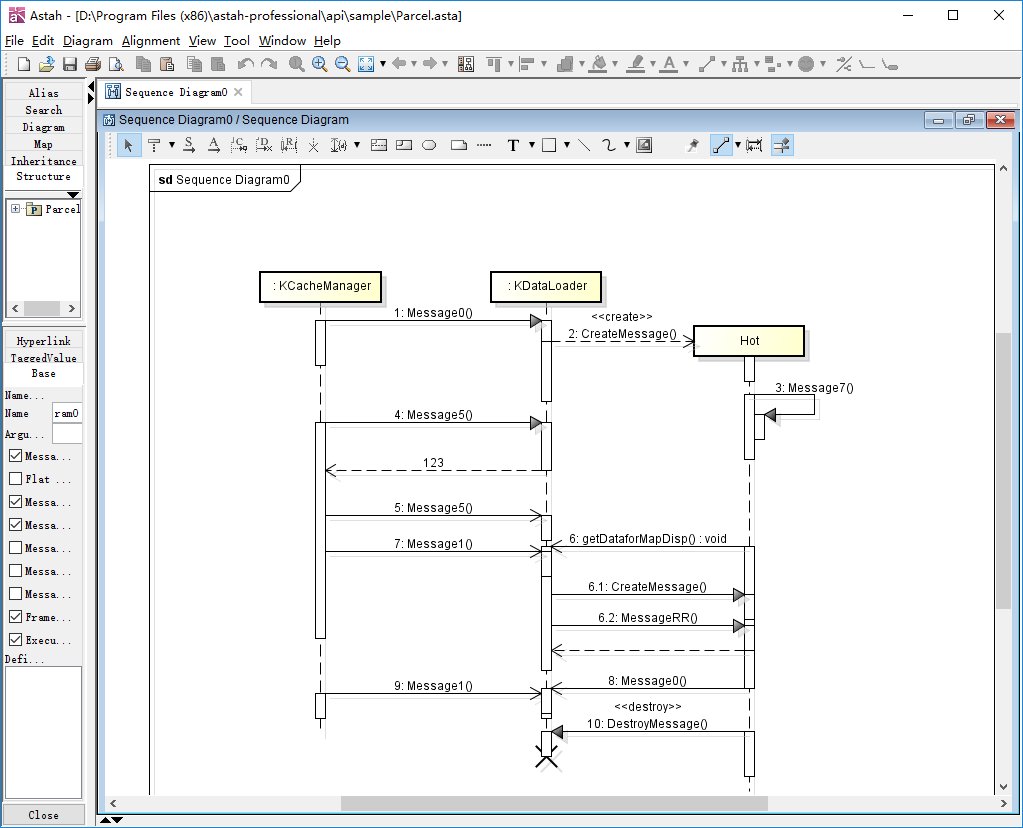 Astah - [D:\Program Files (x86)\astah-professional\api\sample\Parcel.asta]
File Edit Diagram Alignment View Tool Window Help
Alias
Search
Diagram
Map
Inheritance
Structure
Parcel
Hyperlink
TaggedValue
Base
Name...
Name ram0
Argu...
Messa...
Flat ...
Messa...
Messa...
Messa...
Messa...
Messa...
Frame...
Execu...
Defi...
Close
Sequence Diagram0
Sequence Diagram0 / Sequence Diagram
sd Sequence Diagram0
: KCacheManager
: KDataLoader
1: Message0()
<<create>>
2: CreateMessage()
Hot
3: Message7()
4: Message5()
123
5: Message5()
6: getDataforMapDisp() : void
7: Message1()
6.1: CreateMessage()
6.2: MessageRR()
8: Message0()
9: Message1()
<<destroy>>
10: DestroyMessage()